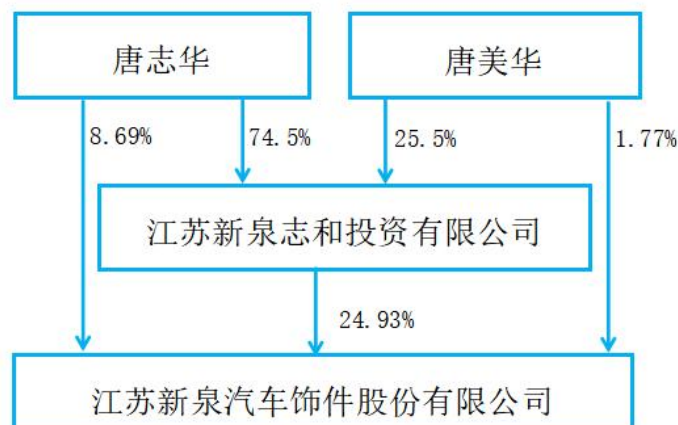 唐志华
唐美华
8.69%
74.5%
25.5%
1.77%
江苏新泉志和投资有限公司
24.93%
江苏新泉汽车饰件股份有限公司